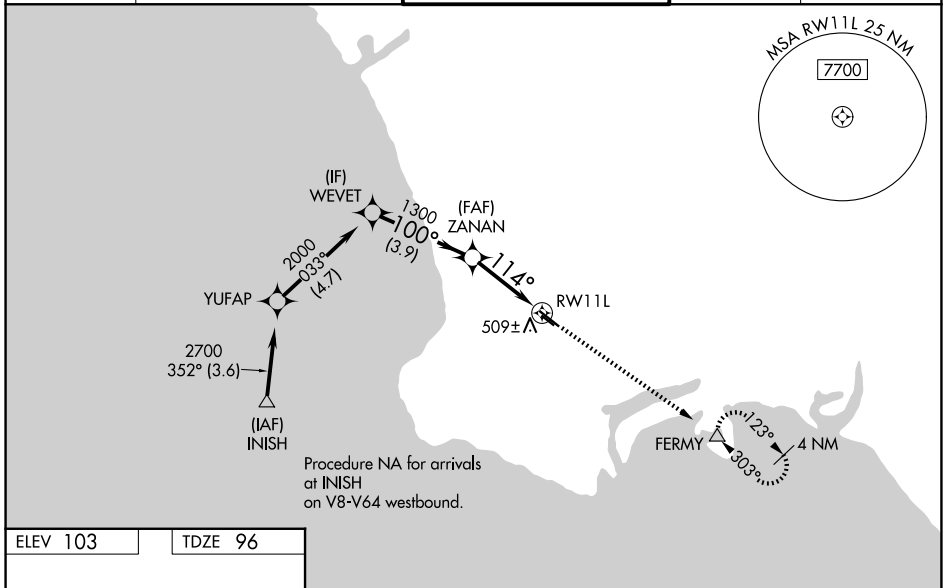 MSA RW11L 25 NM
7700
(IF)
WEVET
1300
100°
(3.9)
(FAF)
ZANAN
2000
033°
(4.7)
114°
YUFAP
RW11L
509±
2700
352° (3.6)
(IAF)
INISH
FERMY
123°
4 NM
303°
Procedure NA for arrivals
at INISH
on V8-V64 westbound.
ELEV 103
TDZE 96